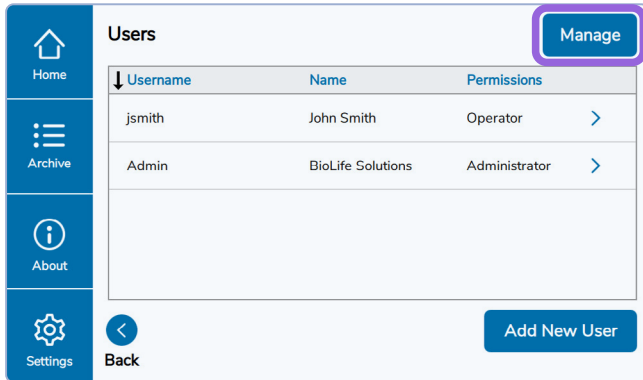 Users
Manage
Home
Username Name Permissions
jsmith John Smith Operator
Archive
Admin BioLife Solutions Administrator
About
Add New User
Settings
Back